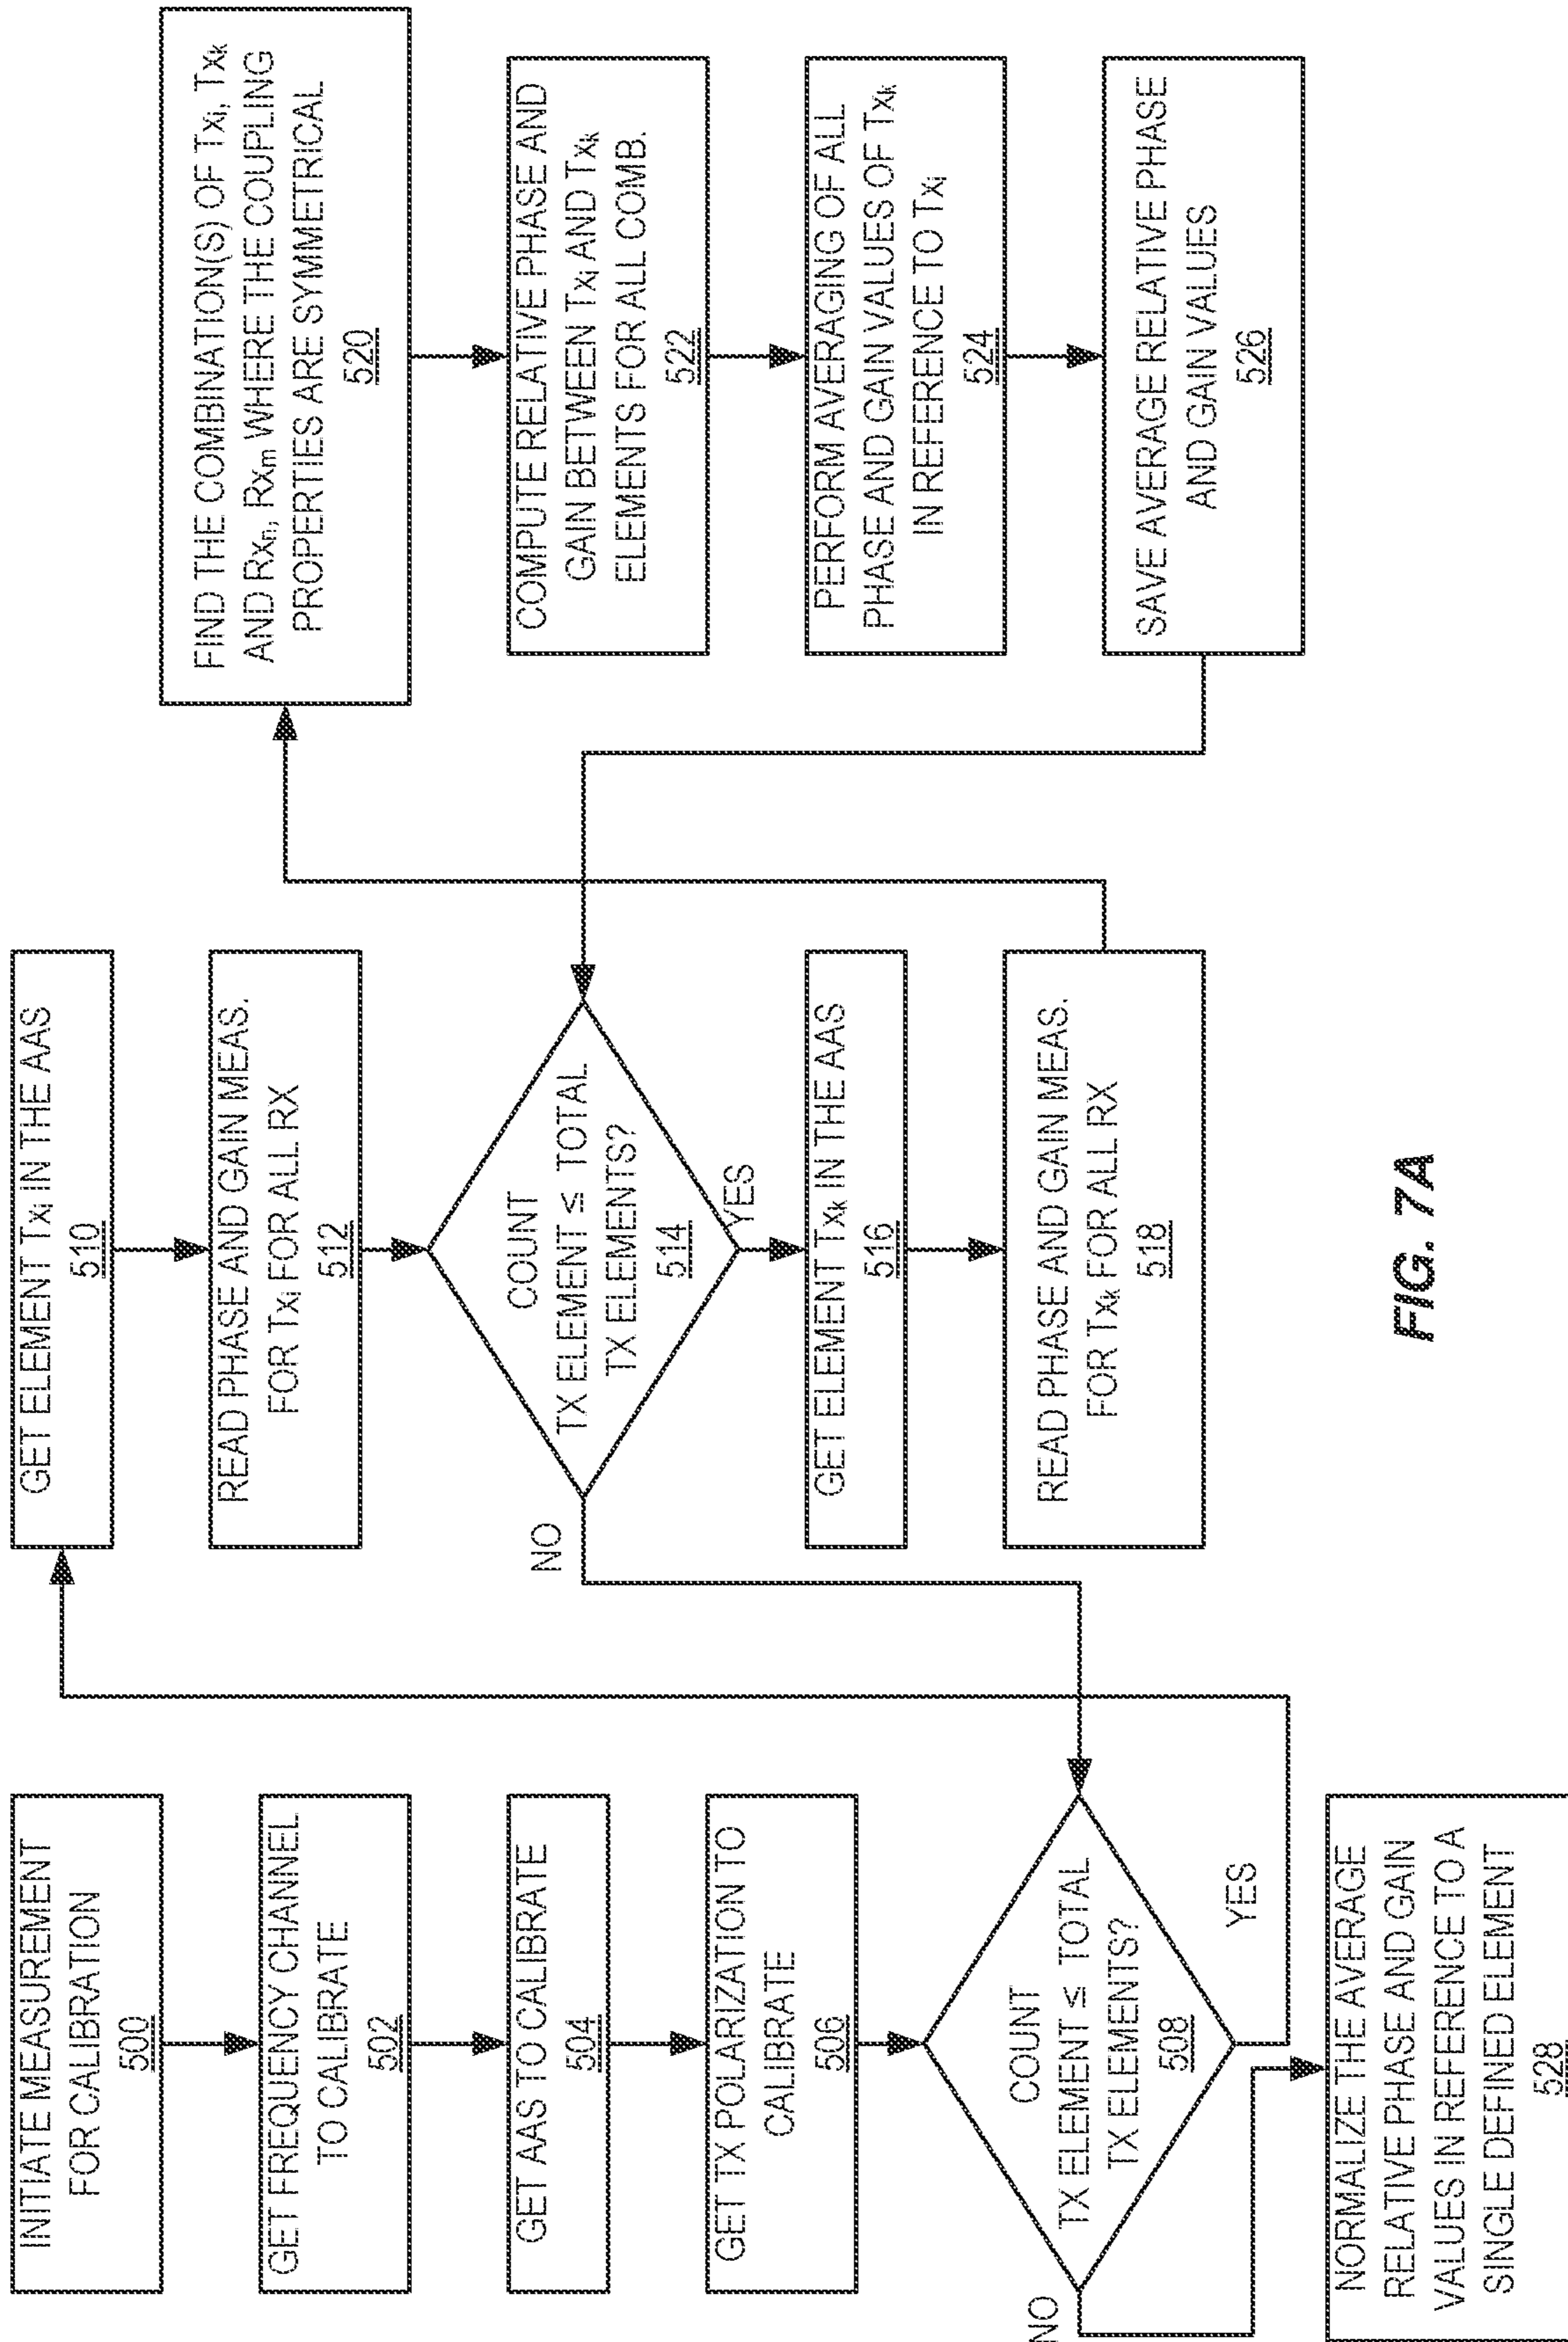 INITIATE MEASUREMENT
FOR CALIBRATION
500
GET FREQUENCY CHANNEL
TO CALIBRATE
502
GET AAS TO CALIBRATE
504
GET TX POLARIZATION TO
CALIBRATE
506
COUNT
TX ELEMENT ≤ TOTAL
TX ELEMENTS?
508
YES
NO
NORMALIZE THE AVERAGE
RELATIVE PHASE AND GAIN
VALUES IN REFERENCE TO A
SINGLE DEFINED ELEMENT
528
GET ELEMENT Txi IN THE AAS
510
READ PHASE AND GAIN MEAS.
FOR Txi FOR ALL RX
512
COUNT
TX ELEMENT ≤ TOTAL
TX ELEMENTS?
514
NO
YES
GET ELEMENT Txk IN THE AAS
516
READ PHASE AND GAIN MEAS.
FOR Txk FOR ALL RX
518
FIND THE COMBINATION(S) OF Txi, Txk
AND Rxn, Rxm WHERE THE COUPLING
PROPERTIES ARE SYMMETRICAL
520
COMPUTE RELATIVE PHASE AND
GAIN BETWEEN Txi AND Txk
ELEMENTS FOR ALL COMB.
522
PERFORM AVERAGING OF ALL
PHASE AND GAIN VALUES OF Txk
IN REFERENCE TO Txi
524
SAVE AVERAGE RELATIVE PHASE
AND GAIN VALUES
526
FIG. 7A